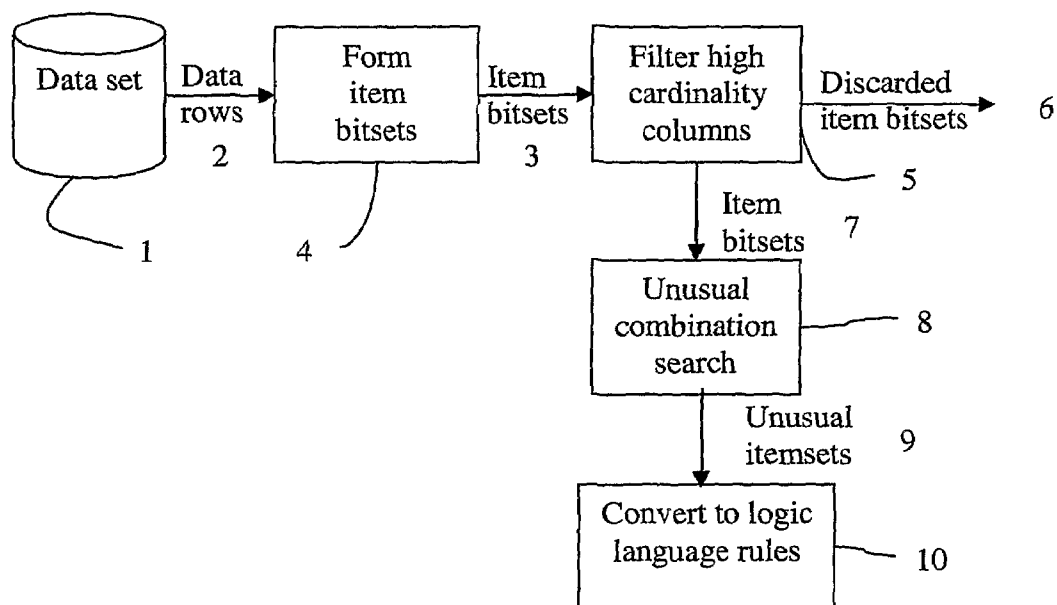 Data set
Data
rows
2
Form
item
bitsets
Item
bitsets
3
Filter high
cardinality
columns
Discarded
item bitsets
6
1
4
5
Item
bitsets
7
Unusual
combination
search
8
Unusual
itemsets
9
Convert to logic
language rules
10